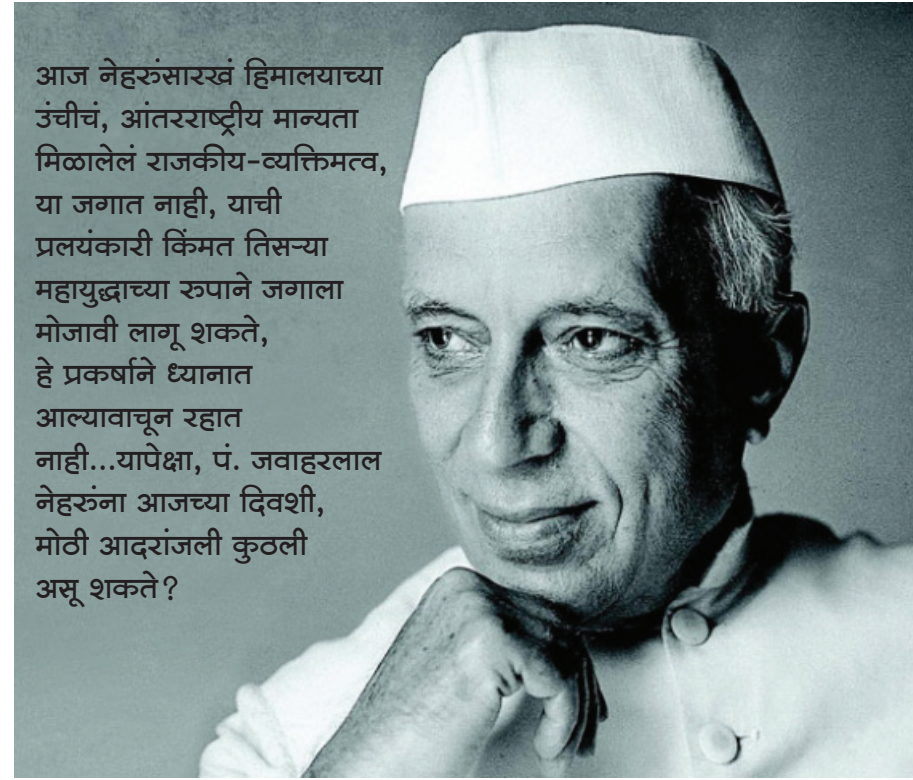 आज नेहरुंसारखं हिमालयाच्या
उंचीचं, आंतरराष्ट्रीय मान्यता
मिळालेलं राजकीय-व्यक्तिमत्व,
या जगात नाही, याची
प्रलयंकारी किंमत तिसऱ्या
महायुद्धाच्या रुपाने जगाला
मोजावी लागू शकते,
हे प्रकर्षाने ध्यानात
आल्यावाचून रहात
नाही...यापेक्षा, पं. जवाहरलाल
नेहरुंना आजच्या दिवशी,
मोठी आदरांजली कुठली
असू शकते?